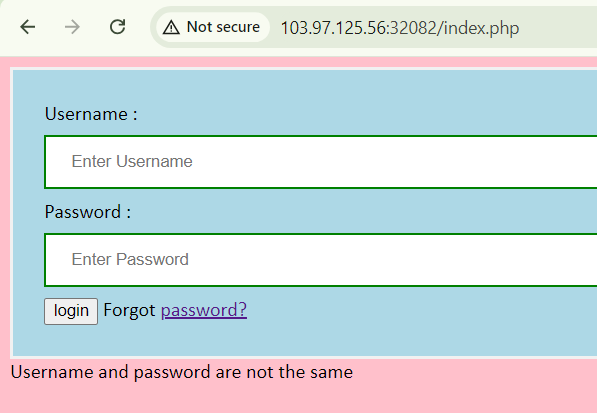 Not secure 103.97.125.56:32082/index.php
Username :
Enter Username
Password :
Enter Password
login Forgot password?
Username and password are not the same